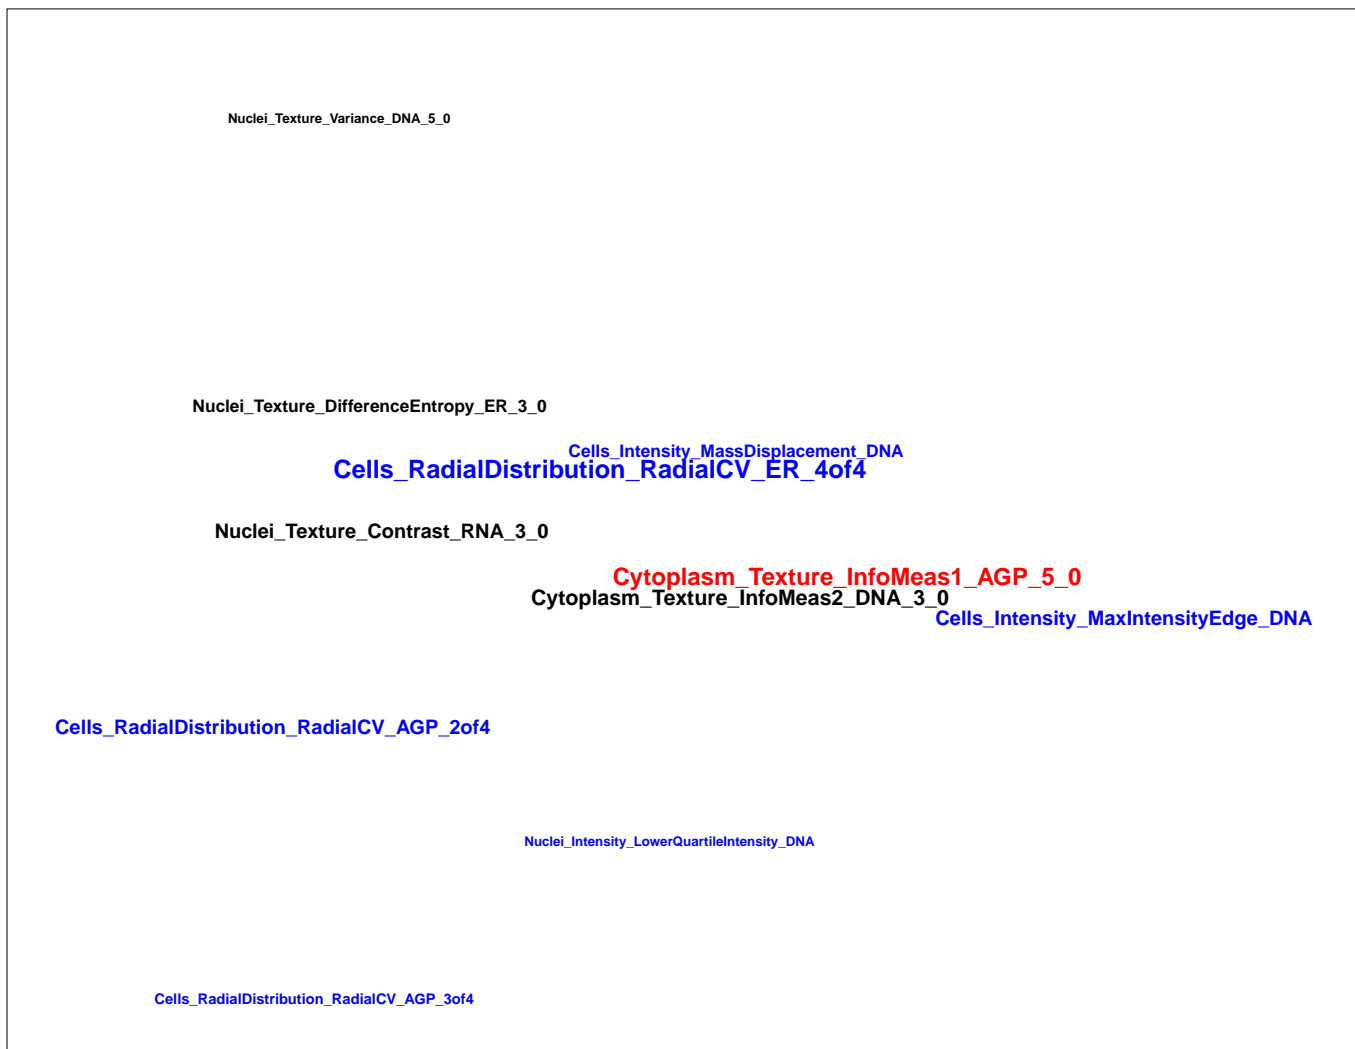 Nuclei_Texture_Variance_DNA_5_0
Nuclei_Texture_DifferenceEntropy_ER_3_0
Cells_Intensity_MassDisplacement_DNA
Cells_RadialDistribution_RadialCV_ER_4of4
Nuclei_Texture_Contrast_RNA_3_0
Cytoplasm_Texture_InfoMeas1_AGP_5_0
Cytoplasm_Texture_InfoMeas2_DNA_3_0
Cells_Intensity_MaxIntensityEdge_DNA
Cells_RadialDistribution_RadialCV_AGP_2of4
Nuclei_Intensity_LowerQuartileIntensity_DNA
Cells_RadialDistribution_RadialCV_AGP_3of4